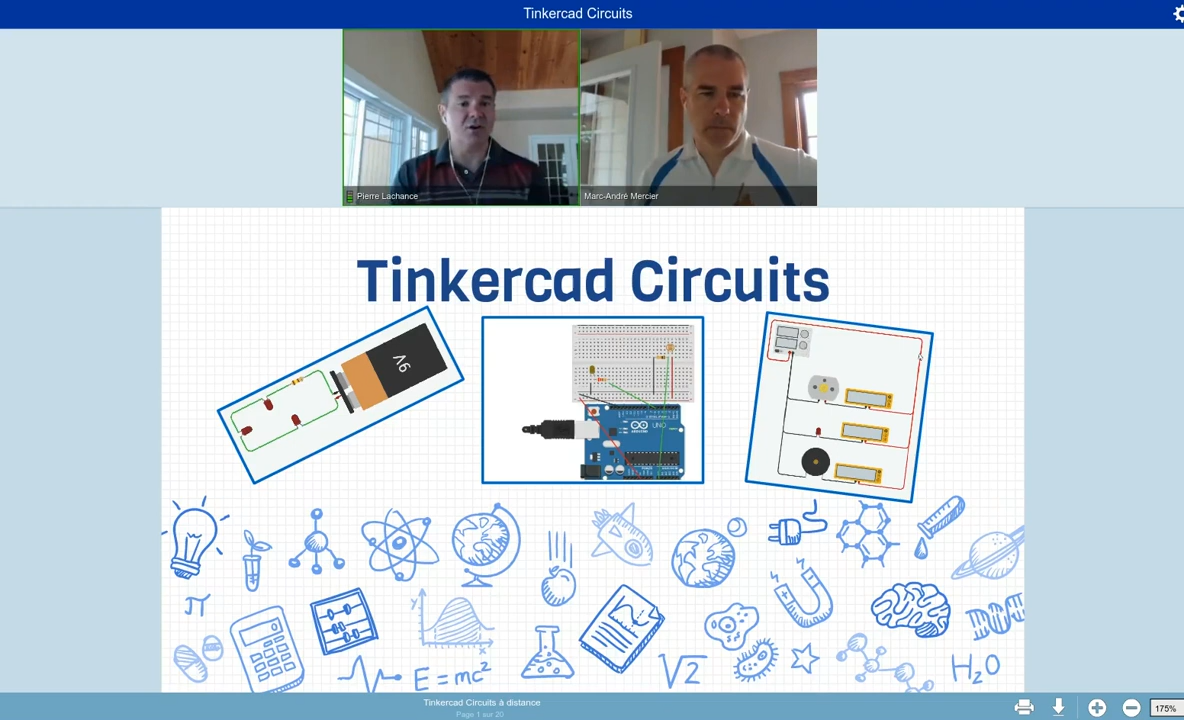 Tinkercad Circuits
Pierre Lachance
Marc-André Mercier
Tinkercad Circuits
9V
UNO
π
y
x
E=mc²
√2
H₂O
Tinkercad Circuits à distance
Page 1 sur 20
175%